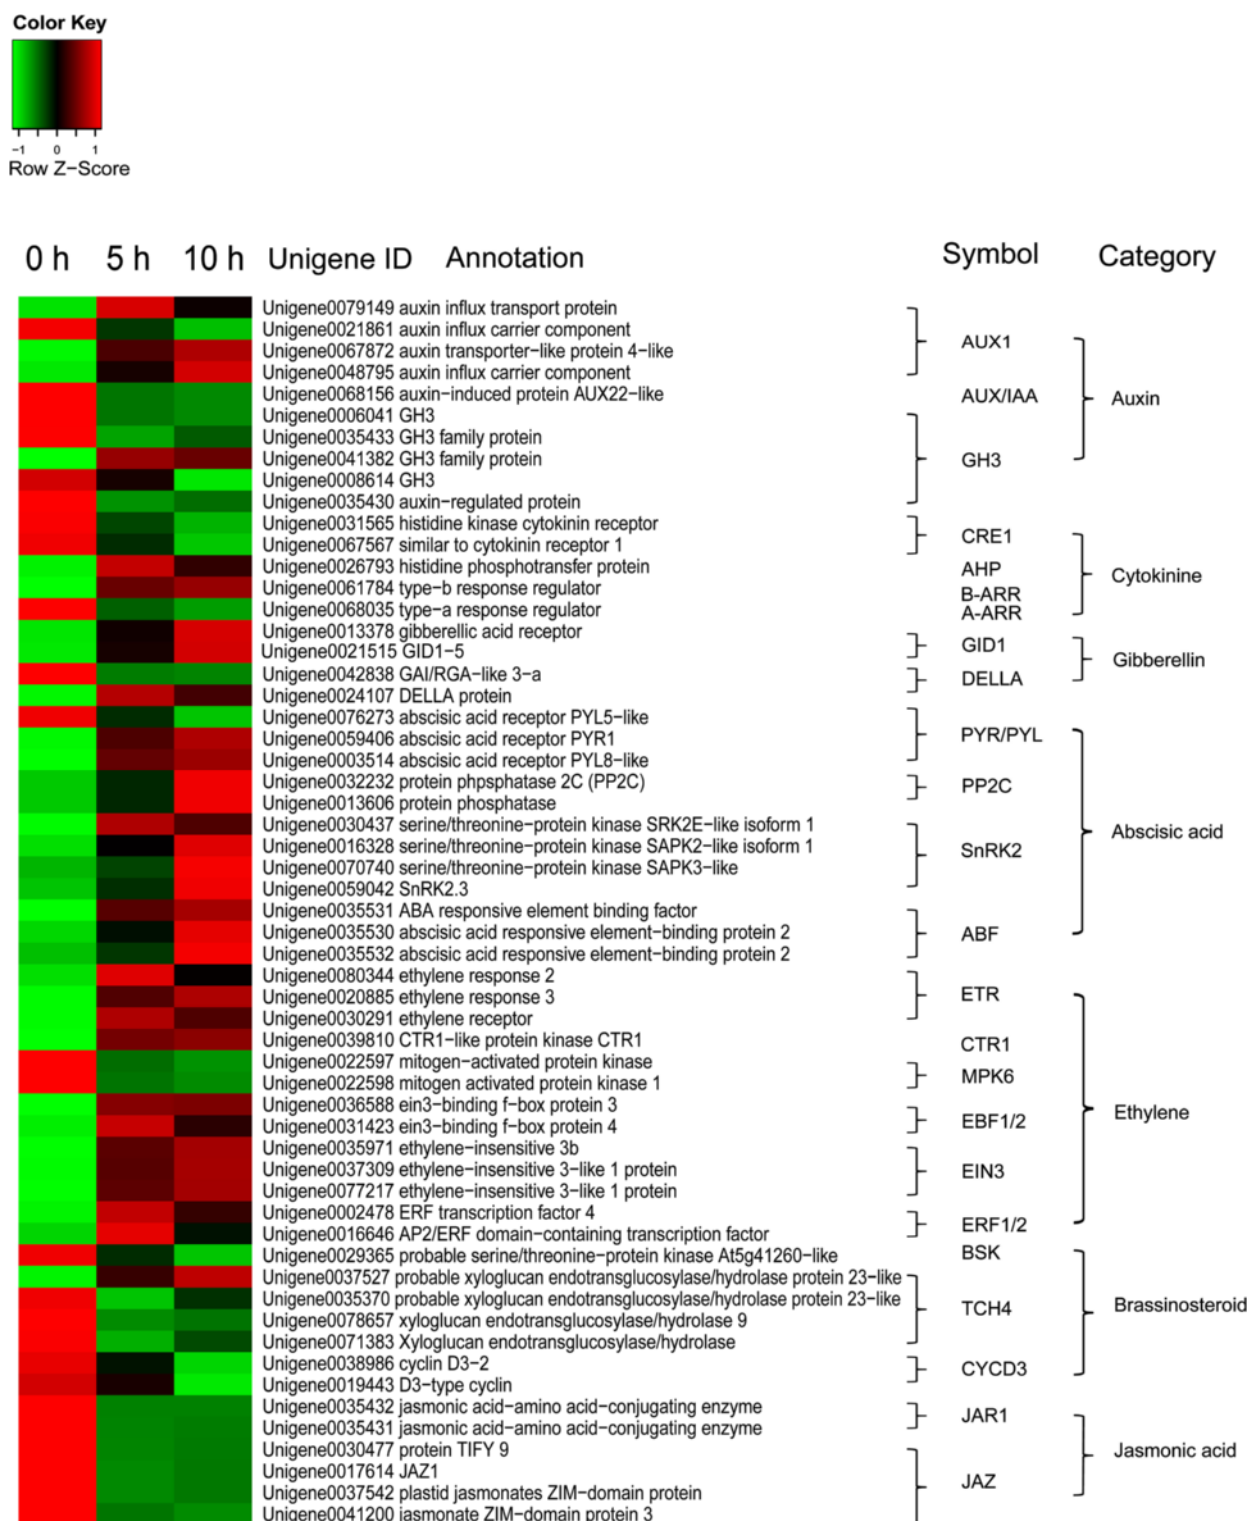 Color Key
−1 0 1
Row Z−Score
0 h 5 h 10 h Unigene ID Annotation Symbol Category
Unigene0079149 auxin influx transport protein
Unigene0021861 auxin influx carrier component
AUX1
Unigene0067872 auxin transporter−like protein 4−like
Unigene0048795 auxin influx carrier component
Unigene0068156 auxin−induced protein AUX22−like AUX/IAA
Auxin
Unigene0006041 GH3
Unigene0035433 GH3 family protein
Unigene0041382 GH3 family protein GH3
Unigene0008614 GH3
Unigene0035430 auxin−regulated protein
Unigene0031565 histidine kinase cytokinin receptor
CRE1
Unigene0067567 similar to cytokinin receptor 1
Unigene0026793 histidine phosphotransfer protein AHP
Cytokinine
Unigene0061784 type−b response regulator B-ARR
Unigene0068035 type−a response regulator A-ARR
Unigene0013378 gibberellic acid receptor
GID1
Unigene0021515 GID1−5
Gibberellin
Unigene0042838 GAI/RGA−like 3−a DELLA
Unigene0024107 DELLA protein
Unigene0076273 abscisic acid receptor PYL5−like
Unigene0059406 abscisic acid receptor PYR1 PYR/PYL
Unigene0003514 abscisic acid receptor PYL8−like
Unigene0032232 protein phpsphatase 2C (PP2C) PP2C
Unigene0013606 protein phosphatase
Unigene0030437 serine/threonine−protein kinase SRK2E−like isoform 1
Abscisic acid
Unigene0016328 serine/threonine−protein kinase SAPK2−like isoform 1 SnRK2
Unigene0070740 serine/threonine−protein kinase SAPK3−like
Unigene0059042 SnRK2.3
Unigene0035531 ABA responsive element binding factor
Unigene0035530 abscisic acid responsive element−binding protein 2 ABF
Unigene0035532 abscisic acid responsive element−binding protein 2
Unigene0080344 ethylene response 2
Unigene0020885 ethylene response 3 ETR
Unigene0030291 ethylene receptor
Unigene0039810 CTR1−like protein kinase CTR1 CTR1
Unigene0022597 mitogen−activated protein kinase
MPK6
Unigene0022598 mitogen activated protein kinase 1
Unigene0036588 ein3−binding f−box protein 3
Ethylene
EBF1/2
Unigene0031423 ein3−binding f−box protein 4
Unigene0035971 ethylene−insensitive 3b
Unigene0037309 ethylene−insensitive 3−like 1 protein EIN3
Unigene0077217 ethylene−insensitive 3−like 1 protein
Unigene0002478 ERF transcription factor 4
ERF1/2
Unigene0016646 AP2/ERF domain−containing transcription factor
Unigene0029365 probable serine/threonine−protein kinase At5g41260−like BSK
Unigene0037527 probable xyloglucan endotransglucosylase/hydrolase protein 23−like
Unigene0035370 probable xyloglucan endotransglucosylase/hydrolase protein 23−like
TCH4 Brassinosteroid
Unigene0078657 xyloglucan endotransglucosylase/hydrolase 9
Unigene0071383 Xyloglucan endotransglucosylase/hydrolase
Unigene0038986 cyclin D3−2
CYCD3
Unigene0019443 D3−type cyclin
Unigene0035432 jasmonic acid−amino acid−conjugating enzyme
JAR1
Unigene0035431 jasmonic acid−amino acid−conjugating enzyme
Unigene0030477 protein TIFY 9 Jasmonic acid
Unigene0017614 JAZ1
JAZ
Unigene0037542 plastid jasmonates ZIM−domain protein
Unigene0041200 jasmonate ZIM−domain protein 3